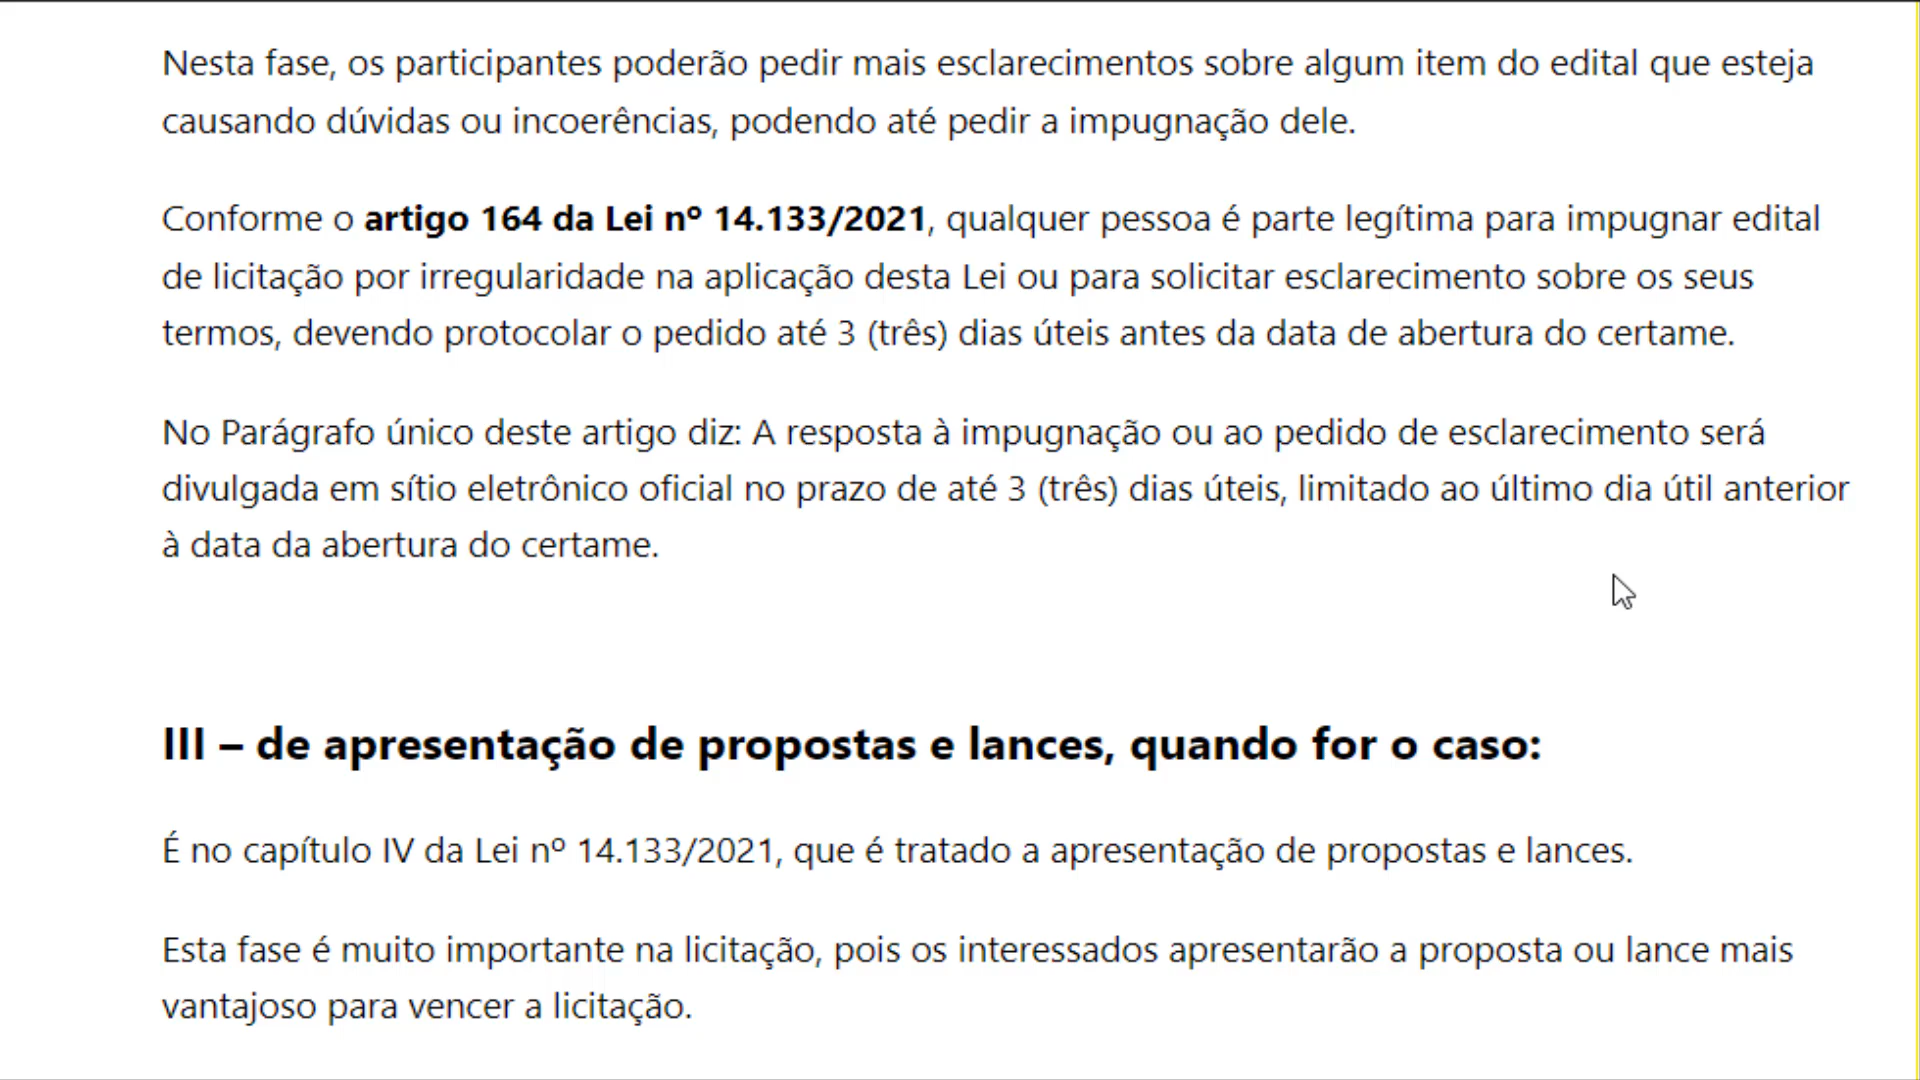 Nesta fase, os participantes poderão pedir mais esclarecimentos sobre algum item do edital que esteja
causando dúvidas ou incoerências, podendo até pedir a impugnação dele.
Conforme o artigo 164 da Lei nº 14.133/2021, qualquer pessoa é parte legítima para impugnar edital
de licitação por irregularidade na aplicação desta Lei ou para solicitar esclarecimento sobre os seus
termos, devendo protocolar o pedido até 3 (três) dias úteis antes da data de abertura do certame.
No Parágrafo único deste artigo diz: A resposta à impugnação ou ao pedido de esclarecimento será
divulgada em sítio eletrônico oficial no prazo de até 3 (três) dias úteis, limitado ao último dia útil anterior
à data da abertura do certame.
III – de apresentação de propostas e lances, quando for o caso:
É no capítulo IV da Lei nº 14.133/2021, que é tratado a apresentação de propostas e lances.
Esta fase é muito importante na licitação, pois os interessados apresentarão a proposta ou lance mais
vantajoso para vencer a licitação.